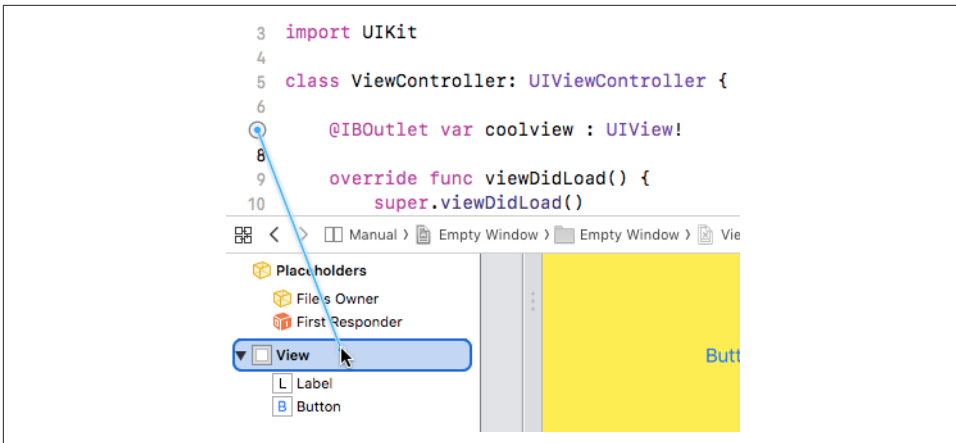 3 import UIKit
4
5 class ViewController: UIViewController {
6
@IBOutlet var coolview : UIView!
8
9 override func viewDidLoad() {
10 super.viewDidLoad()
Manual 〉 Empty Window 〉 Empty Window 〉 Vie
Placeholders
File's Owner
First Responder
View
L Label
B Button
Butt